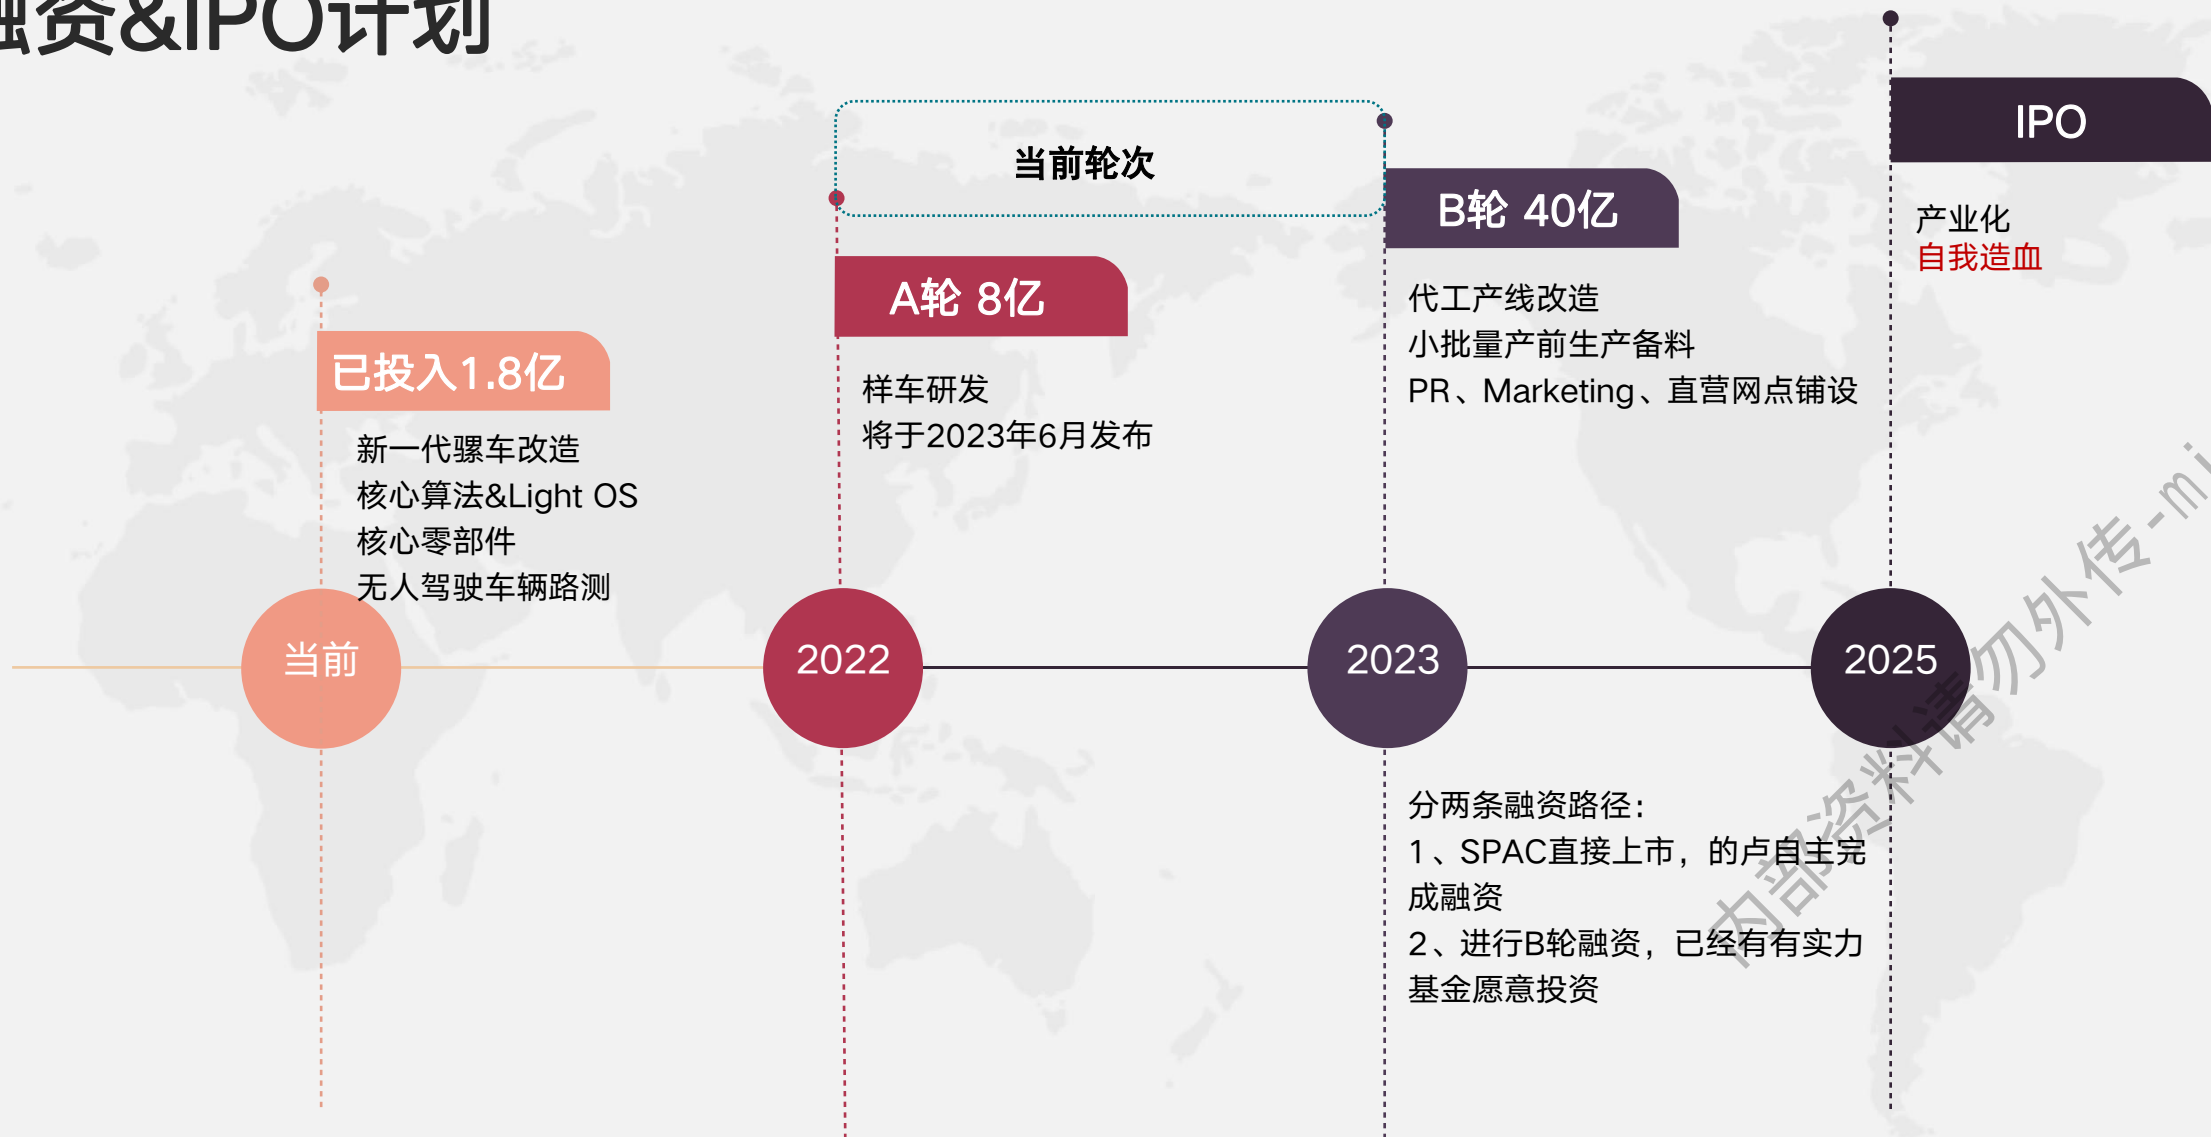 融资&IPO计划
IPO
当前轮次
B轮 40亿
产业化
自我造血
A轮 8亿
代工产线改造
小批量产前生产备料
PR、Marketing、直营网点铺设
已投入1.8亿
样车研发
将于2023年6月发布
新一代骡车改造
核心算法&Light OS
核心零部件
无人驾驶车辆路测
当前
2022
2023
2025
分两条融资路径：
1、SPAC直接上市，的卢自主完
成融资
2、进行B轮融资，已经有有实力
基金愿意投资
内部资料请勿外传-mi